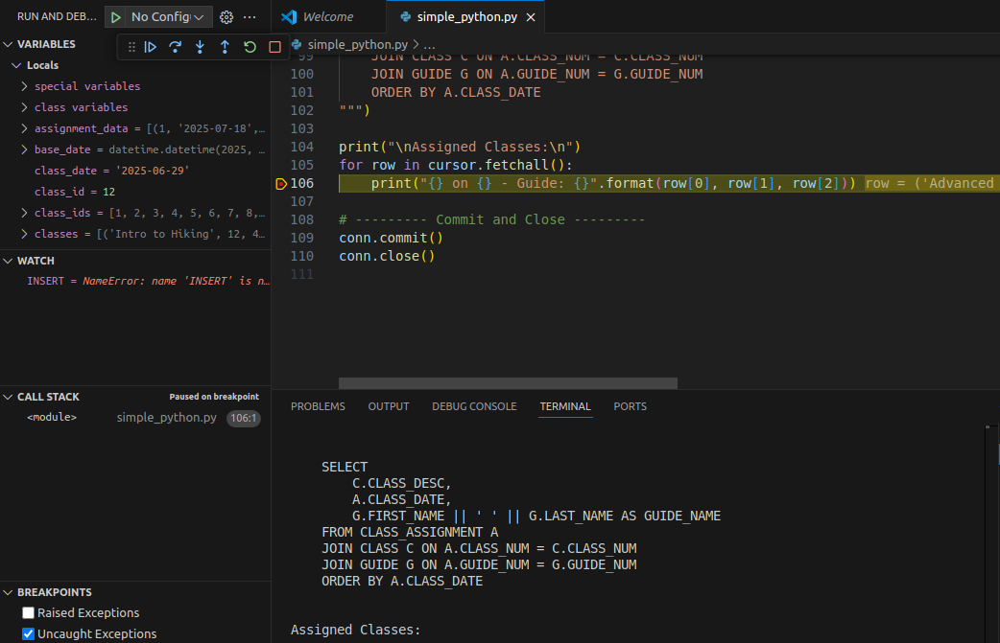 RUN AND DEB... No Config
Welcome
simple_python.py
simple_python.py > ...
VARIABLES
Locals
special variables
class variables
assignment_data = [(1, '2025-07-18',...
base_date = datetime.datetime(2025, ...
class_date = '2025-06-29'
class_id = 12
class_ids = [1, 2, 3, 4, 5, 6, 7, 8,...
classes = [('Intro to Hiking', 12, 4...
WATCH
INSERT = NameError: name 'INSERT' is n...
CALL STACK Paused on breakpoint
<module> simple_python.py 106:1
BREAKPOINTS
Raised Exceptions
Uncaught Exceptions
99 JOIN CLASS C ON A.CLASS_NUM = C.CLASS_NUM
100 JOIN GUIDE G ON A.GUIDE_NUM = G.GUIDE_NUM
101 ORDER BY A.CLASS_DATE
102 """)
103
104 print("\nAssigned Classes:\n")
105 for row in cursor.fetchall():
106 print("{} on {} - Guide: {}".format(row[0], row[1], row[2])) row = ('Advanced
107
108 # --------- Commit and Close ---------
109 conn.commit()
110 conn.close()
111
PROBLEMS OUTPUT DEBUG CONSOLE TERMINAL PORTS
SELECT
C.CLASS_DESC,
A.CLASS_DATE,
G.FIRST_NAME || ' ' || G.LAST_NAME AS GUIDE_NAME
FROM CLASS_ASSIGNMENT A
JOIN CLASS C ON A.CLASS_NUM = C.CLASS_NUM
JOIN GUIDE G ON A.GUIDE_NUM = G.GUIDE_NUM
ORDER BY A.CLASS_DATE
Assigned Classes: